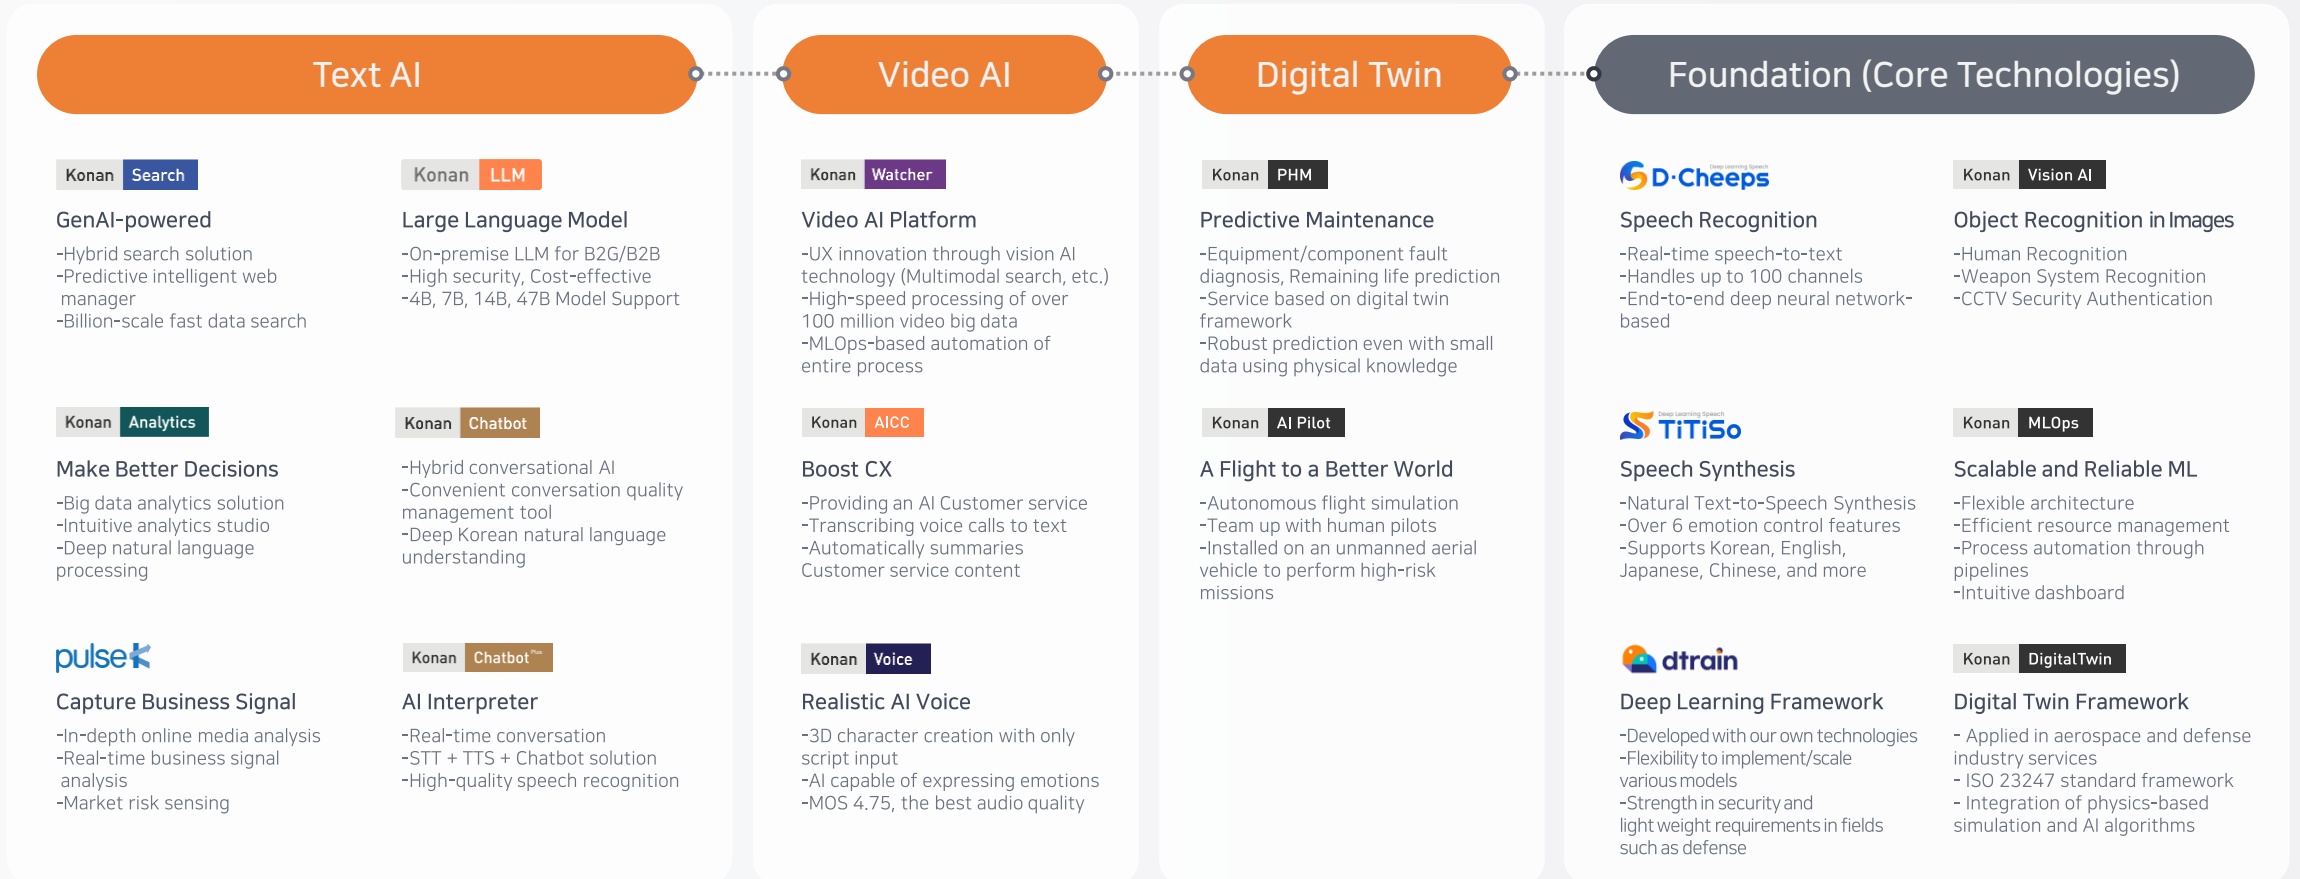 Text AI
Konan Search
GenAI-powered
-Hybrid search solution
-Predictive intelligent web
manager
-Billion-scale fast data search
Konan LLM
Large Language Model
-On-premise LLM for B2G/B2B
-High security, Cost-effective
-4B, 7B, 14B, 47B Model Support
Konan Analytics
Make Better Decisions
-Big data analytics solution
-Intuitive analytics studio
-Deep natural language
processing
Konan Chatbot
-Hybrid conversational AI
-Convenient conversation quality
management tool
-Deep Korean natural language
understanding
pulseK
Capture Business Signal
-In-depth online media analysis
-Real-time business signal
analysis
-Market risk sensing
Konan Chatbot Plus
AI Interpreter
-Real-time conversation
-STT + TTS + Chatbot solution
-High-quality speech recognition
Video AI
Konan Watcher
Video AI Platform
-UX innovation through vision AI
technology (Multimodal search, etc.)
-High-speed processing of over
100 million video big data
-MLOps-based automation of
entire process
Konan AICC
Boost CX
-Providing an AI Customer service
-Transcribing voice calls to text
-Automatically summaries
Customer service content
Konan Voice
Realistic AI Voice
-3D character creation with only
script input
-AI capable of expressing emotions
-MOS 4.75, the best audio quality
Digital Twin
Konan PHM
Predictive Maintenance
-Equipment/component fault
diagnosis, Remaining life prediction
-Service based on digital twin
framework
-Robust prediction even with small
data using physical knowledge
Konan AI Pilot
A Flight to a Better World
-Autonomous flight simulation
-Team up with human pilots
-Installed on an unmanned aerial
vehicle to perform high-risk
missions
Foundation (Core Technologies)
Deep Learning Speech
D·Cheeps
Speech Recognition
-Real-time speech-to-text
-Handles up to 100 channels
-End-to-end deep neural network-
based
Konan Vision AI
Object Recognition in Images
-Human Recognition
-Weapon System Recognition
-CCTV Security Authentication
Deep Learning Speech
TiTiSo
Speech Synthesis
-Natural Text-to-Speech Synthesis
-Over 6 emotion control features
-Supports Korean, English,
Japanese, Chinese, and more
Konan MLOps
Scalable and Reliable ML
-Flexible architecture
-Efficient resource management
-Process automation through
pipelines
-Intuitive dashboard
dtrain
Deep Learning Framework
-Developed with our own technologies
-Flexibility to implement/scale
various models
-Strength in security and
light weight requirements in fields
such as defense
Konan DigitalTwin
Digital Twin Framework
- Applied in aerospace and defense
industry services
- ISO 23247 standard framework
- Integration of physics-based
simulation and AI algorithms